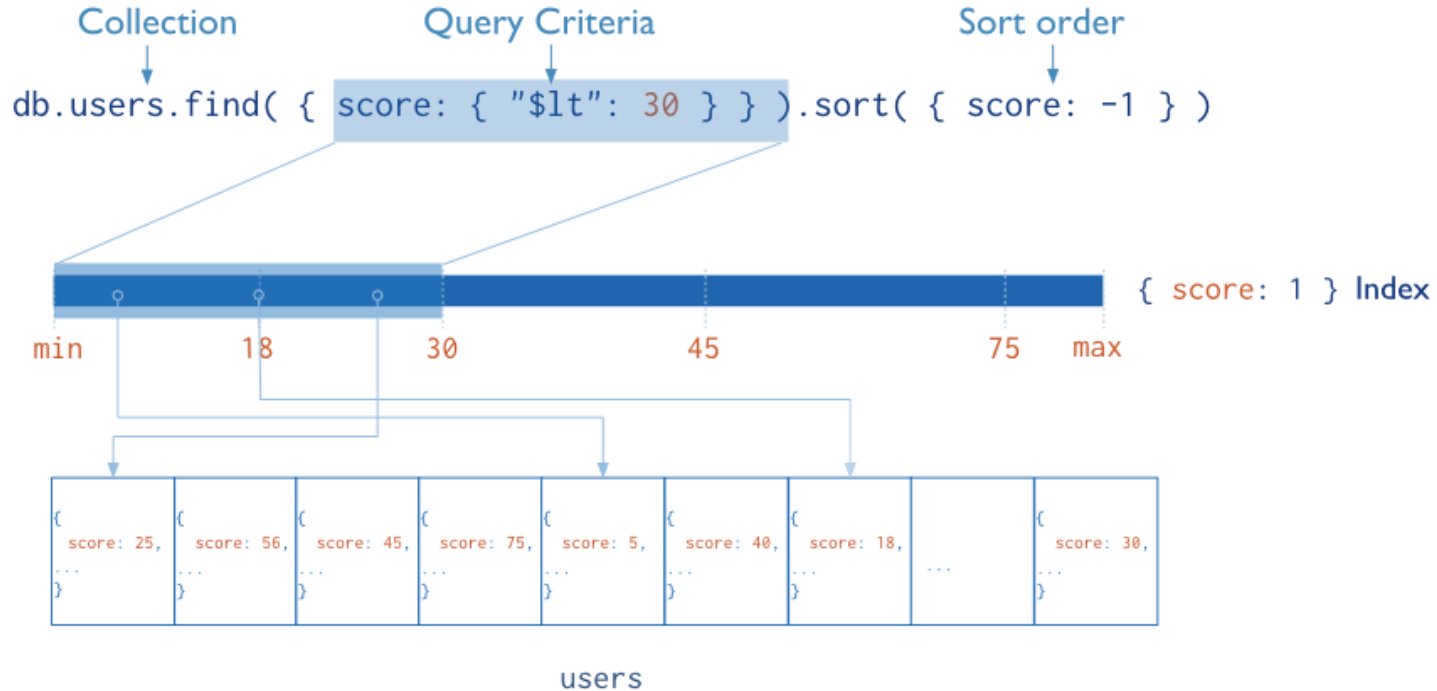 Collection Query Criteria Sort order
db.users.find( { score: { "$lt": 30 } } ).sort( { score: -1 } )
{ score: 1 } Index
min 18 30 45 75 max
{ { { { { { { {
score: 25, score: 56, score: 45, score: 75, score: 5, score: 40, score: 18, score: 30,
... ... ... ... ... ... ... ... ...
} } } } } } } }
users